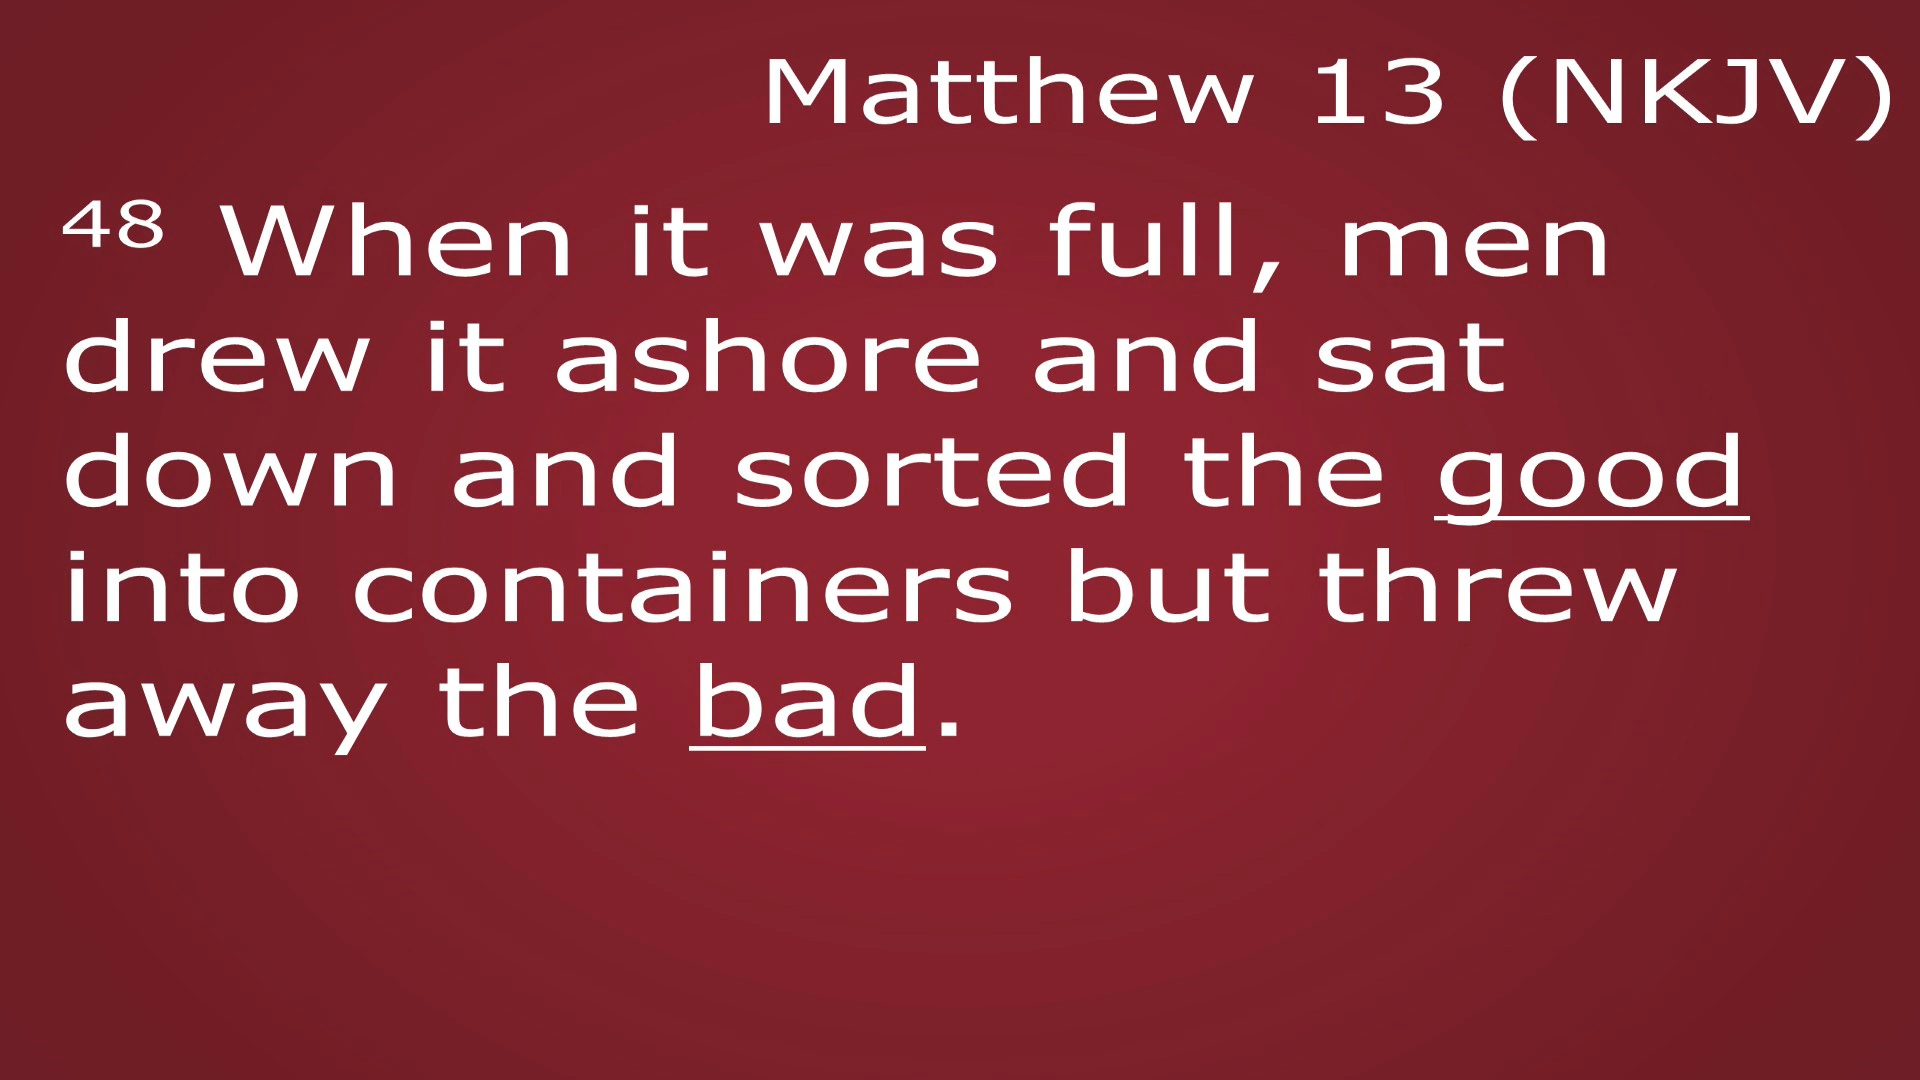 Matthew 13 (NKJV)
48 When it was full, men
drew it ashore and sat
down and sorted the good
into containers but threw
away the bad.